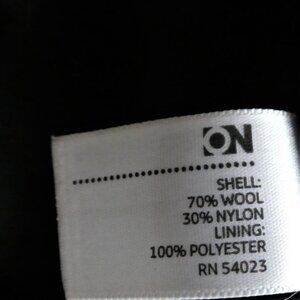 ON
SHELL:
70% WOOL
30% NYLON
LINING:
100% POLYESTER
RN 54023